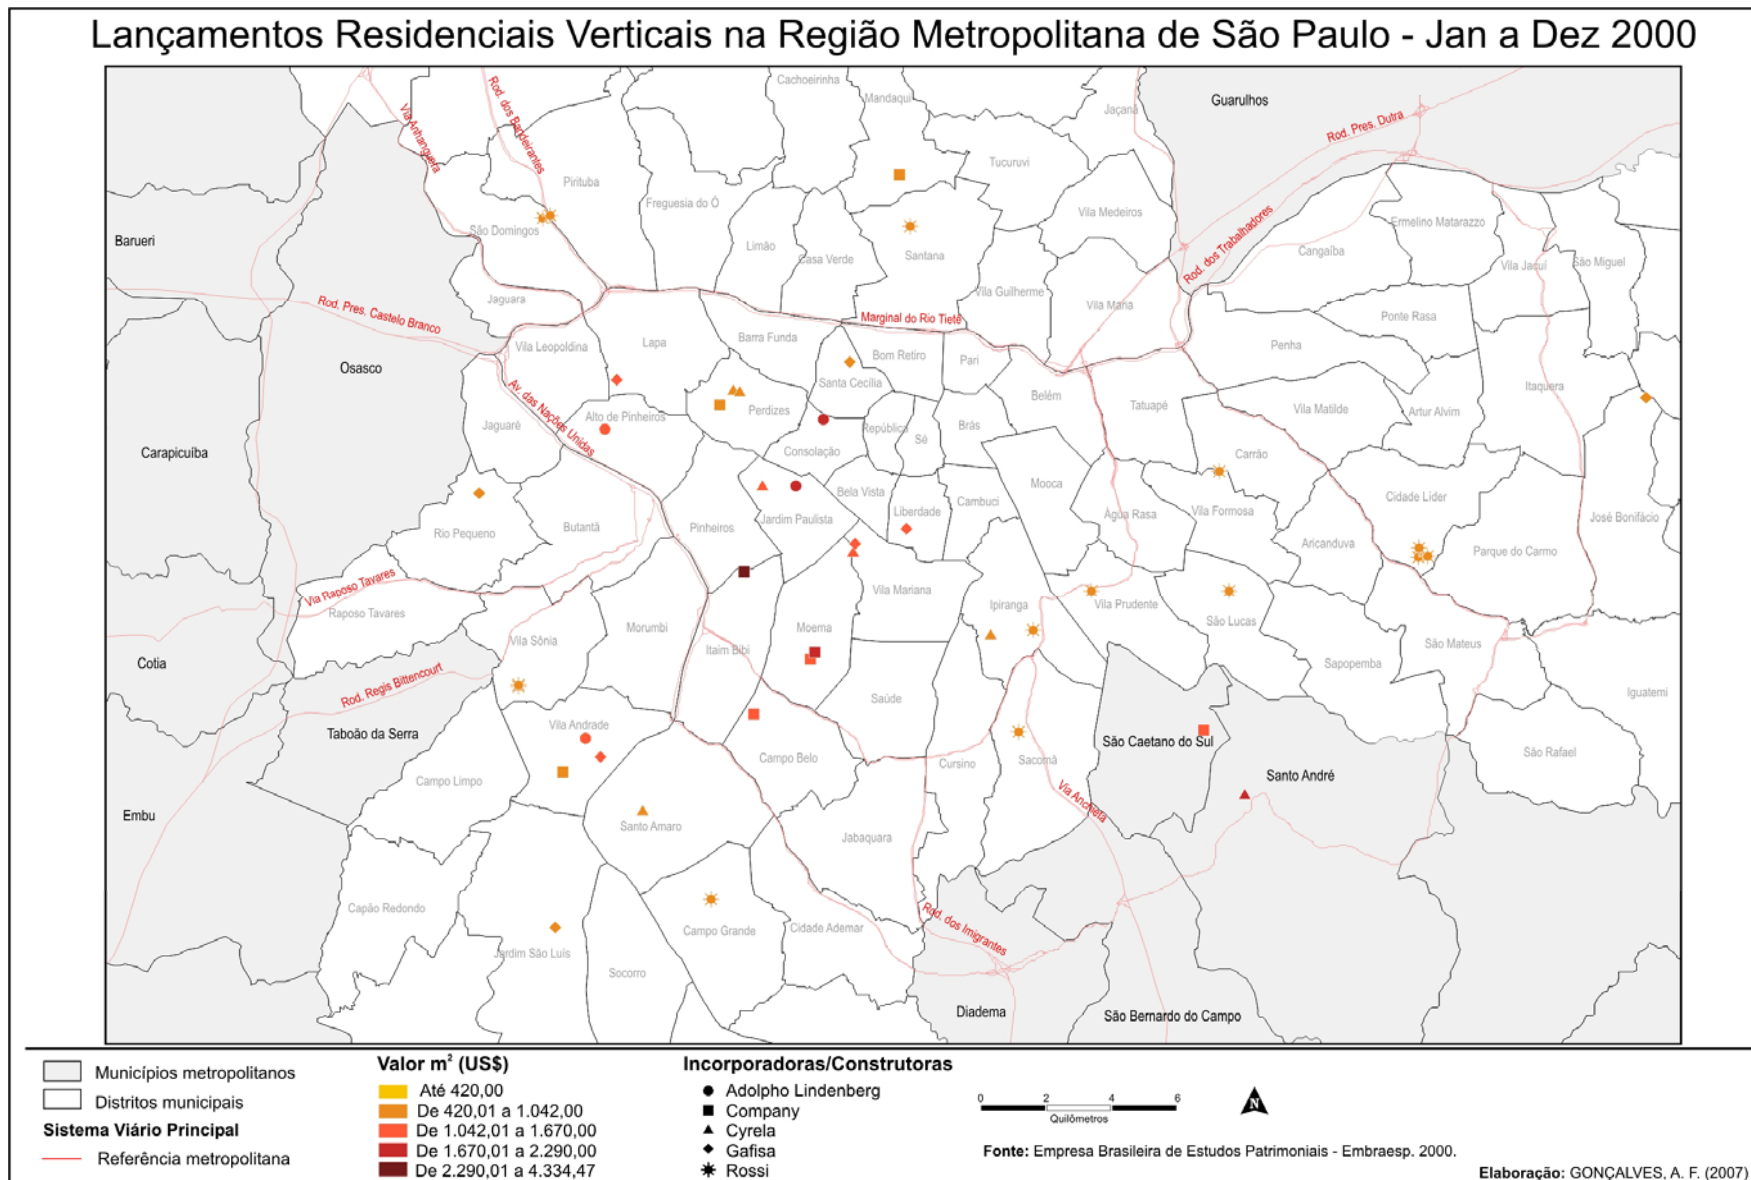 Lançamentos Residenciais Verticais na Região Metropolitana de São Paulo - Jan a Dez 2000
Cachoeirinha
Mandaqui
Jaçanã
Guarulhos
Rod. dos Bandeirantes
Via Anhanguera
Rod. Pres. Dutra
Tucuruvi
Pirituba
Freguesia do Ó
Vila Medeiros
Ermelino Matarazzo
São Domingos
Barueri
Limão
Casa Verde
Santana
Rod. dos Trabalhadores
Cangaíba
Vila Jacuí
São Miguel
Jaguara
Vila Guilherme
Vila Maria
Rod. Pres. Castelo Branco
Marginal do Rio Tietê
Ponte Rasa
Vila Leopoldina
Lapa
Barra Funda
Bom Retiro
Pari
Penha
Osasco
Santa Cecília
Itaquera
Av. das Nações Unidas
Alto de Pinheiros
Perdizes
Belém
Tatuapé
Vila Matilde
Artur Alvim
Jaguaré
República
Sé
Brás
Carapicuíba
Consolação
Carrão
Mooca
Bela Vista
Cambuci
Cidade Líder
Rio Pequeno
Butantã
Pinheiros
Jardim Paulista
Liberdade
Água Rasa
Vila Formosa
José Bonifácio
Aricanduva
Parque do Carmo
Via Raposo Tavares
Raposo Tavares
Vila Mariana
Ipiranga
Vila Prudente
Morumbi
Moema
São Lucas
Vila Sônia
Itaim Bibi
São Mateus
Cotia
Sapopemba
Rod. Regis Bittencourt
Saúde
Iguatemi
Vila Andrade
Taboão da Serra
São Caetano do Sul
São Rafael
Campo Limpo
Campo Belo
Cursino
Sacomã
Santo André
Embu
Via Anchieta
Santo Amaro
Jabaquara
Capão Redondo
Campo Grande
Cidade Ademar
Rod. dos Imigrantes
Jardim São Luís
Socorro
Diadema
São Bernardo do Campo
Municípios metropolitanos
Distritos municipais
Sistema Viário Principal
Referência metropolitana
Valor m² (US$)
Até 420,00
De 420,01 a 1.042,00
De 1.042,01 a 1.670,00
De 1.670,01 a 2.290,00
De 2.290,01 a 4.334,47
Incorporadoras/Construtoras
Adolpho Lindenberg
Company
Cyrela
Gafisa
Rossi
0 2 4 6
Quilômetros
N
Fonte: Empresa Brasileira de Estudos Patrimoniais - Embraesp. 2000.
Elaboração: GONÇALVES, A. F. (2007)